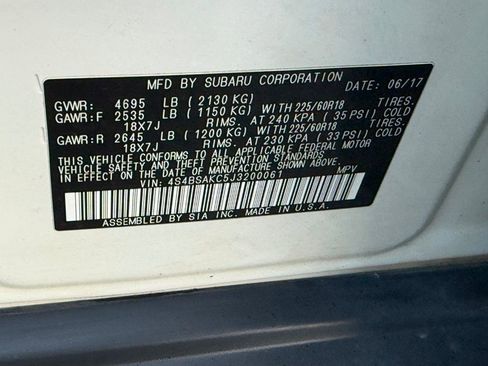 MFD BY SUBARU CORPORATION DATE: 06/17
GVWR: 4695 LB ( 2130 KG)
GAWR:F 2535 LB ( 1150 KG) WITH 225/60R18 TIRES.
18X7J RIMS. AT 240 KPA ( 35 PSI) COLD
GAWR:R 2645 LB ( 1200 KG) WITH 225/60R18 TIRES.
18X7J RIMS. AT 230 KPA ( 33 PSI) COLD
THIS VEHICLE CONFORMS TO ALL APPLICABLE FEDERAL MOTOR
VEHICLE SAFETY AND THEFT PREVENTION STANDARDS IN
EFFECT ON THE DATE OF MANUFACTURE SHOWN ABOVE.
VIN: 4S4BSAKC5J3200061 MPV
ASSEMBLED BY SIA INC. MADE IN U.S.A.